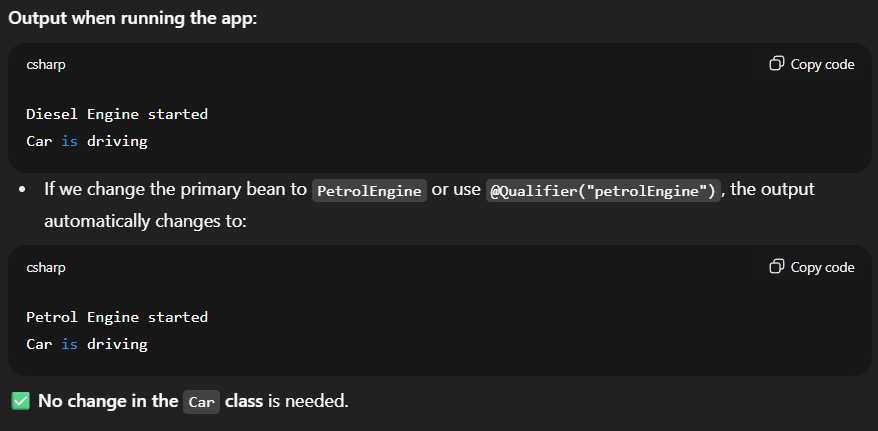 Output when running the app:
csharp
Copy code
Diesel Engine started
Car is driving
• If we change the primary bean to PetrolEngine or use @Qualifier("petrolEngine"), the output
automatically changes to:
csharp
Copy code
Petrol Engine started
Car is driving
✅ No change in the Car class is needed.